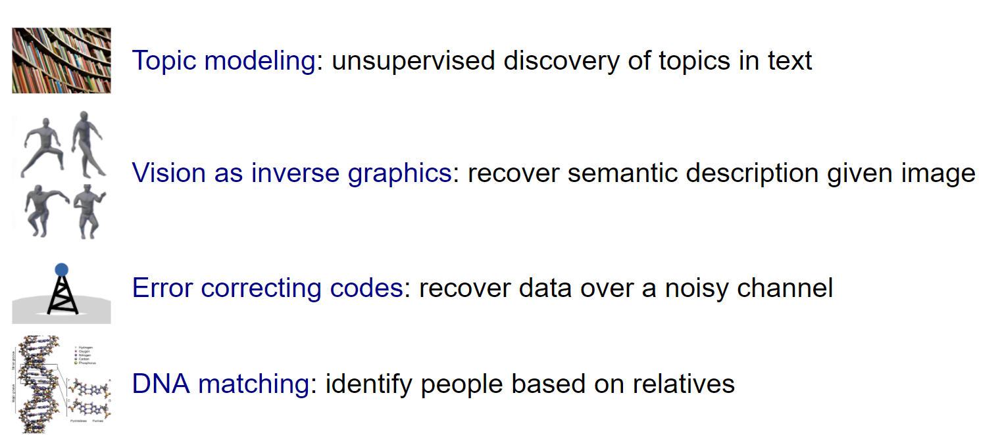 Topic modeling: unsupervised discovery of topics in text
Vision as inverse graphics: recover semantic description given image
Error correcting codes: recover data over a noisy channel
Hydrogen
Oxygen
Nitrogen
Carbon
Phosphorus
Minor groove
Major groove
Pyrimidines Purines
DNA matching: identify people based on relatives